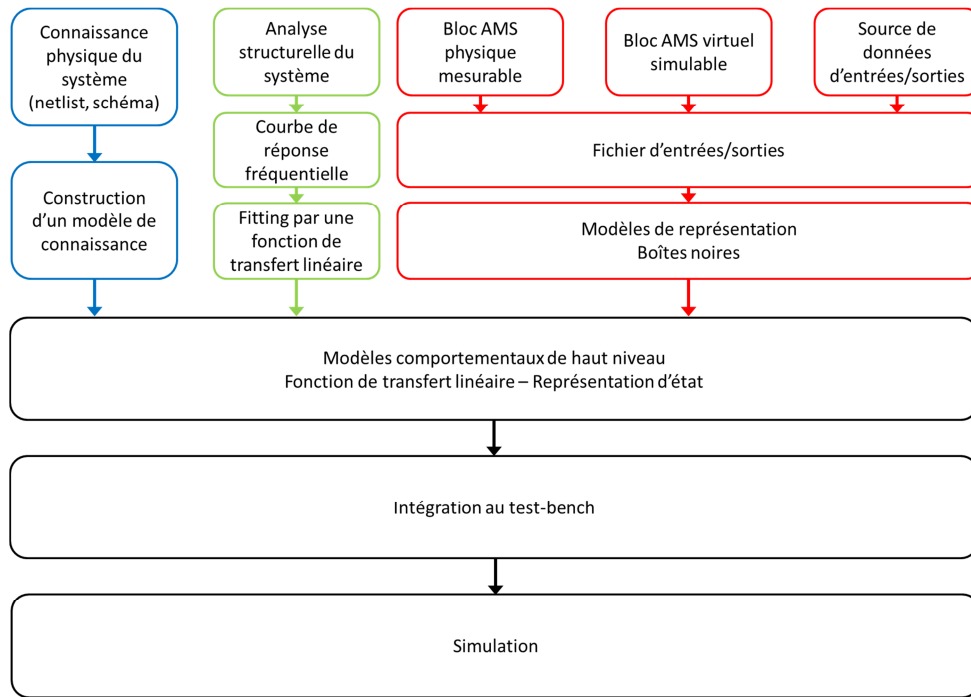 Connaissance
physique du
système
(netlist, schéma)
Construction
d'un modèle de
connaissance
Analyse
structurelle du
système
Courbe de
réponse
fréquentielle
Fitting par une
fonction de
transfert linéaire
Bloc AMS
physique
mesurable
Bloc AMS virtuel
simulable
Source de
données
d'entrées/sorties
Fichier d'entrées/sorties
Modèles de représentation
Boîtes noires
Modèles comportementaux de haut niveau
Fonction de transfert linéaire – Représentation d'état
Intégration au test-bench
Simulation